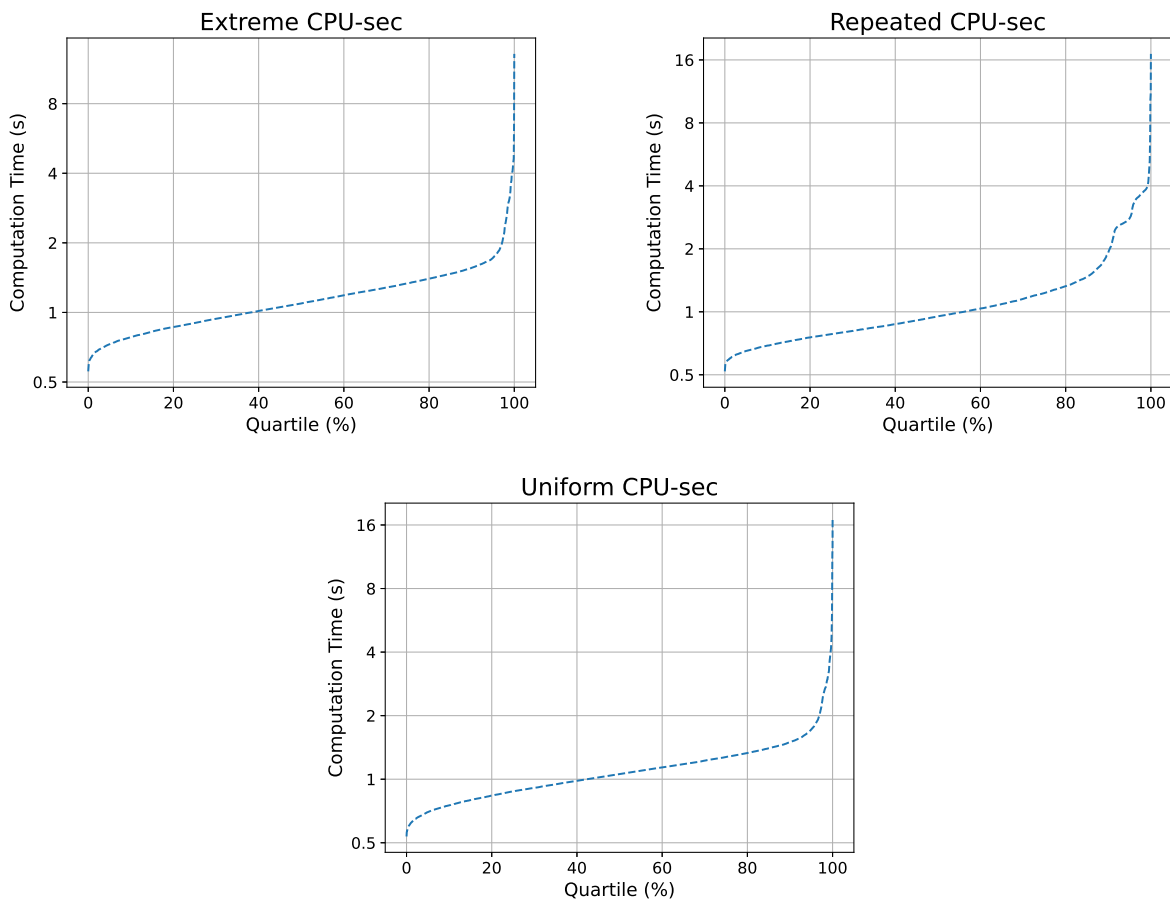 Extreme CPU-sec
Computation Time (s)
8
4
2
1
0.5
0 20 40 60 80 100
Quartile (%)
Repeated CPU-sec
Computation Time (s)
16
8
4
2
1
0.5
0 20 40 60 80 100
Quartile (%)
Uniform CPU-sec
Computation Time (s)
16
8
4
2
1
0.5
0 20 40 60 80 100
Quartile (%)